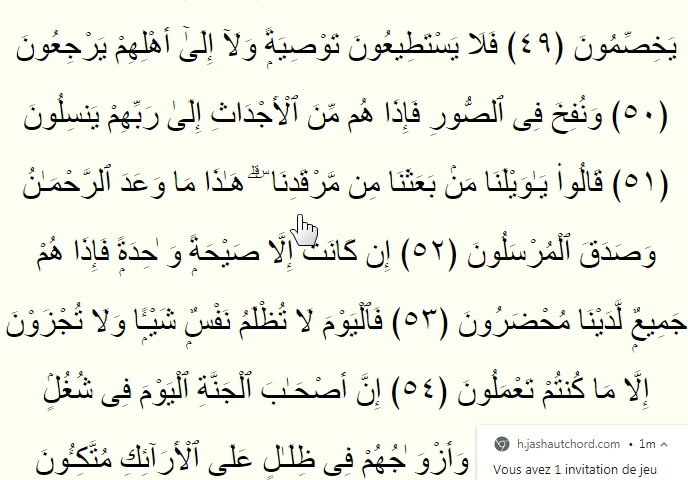 يَخِصِّمُونَ (٤٩) فَلَا يَسْتَطِيعُونَ تَوْصِيَةًۭ وَلَآ إِلَىٰٓ أَهْلِهِمْ يَرْجِعُونَ
(٥٠) وَنُفِخَ فِى ٱلصُّورِ فَإِذَا هُم مِّنَ ٱلْأَجْدَاثِ إِلَىٰ رَبِّهِمْ يَنسِلُونَ
(٥١) قَالُوا۟ يَـٰوَيْلَنَا مَنۢ بَعَثَنَا مِن مَّرْقَدِنَا ۜ ۗ هَـٰذَا مَا وَعَدَ ٱلرَّحْمَـٰنُ
وَصَدَقَ ٱلْمُرْسَلُونَ (٥٢) إِن كَانَتْ إِلَّا صَيْحَةًۭ وَٰحِدَةًۭ فَإِذَا هُمْ
جَمِيعٌۭ لَّدَيْنَا مُحْضَرُونَ (٥٣) فَٱلْيَوْمَ لَا تُظْلَمُ نَفْسٌۭ شَيْـًۭٔا وَلَا تُجْزَوْنَ
إِلَّا مَا كُنتُمْ تَعْمَلُونَ (٥٤) إِنَّ أَصْحَـٰبَ ٱلْجَنَّةِ ٱلْيَوْمَ فِى شُغُلٍۢ
وَأَزْوَٰجُهُمْ فِى ظِلَـٰلٍ عَلَى ٱلْأَرَآئِكِ مُتَّكِـُٔونَ
h.jashautchord.com • 1m
Vous avez 1 invitation de jeu